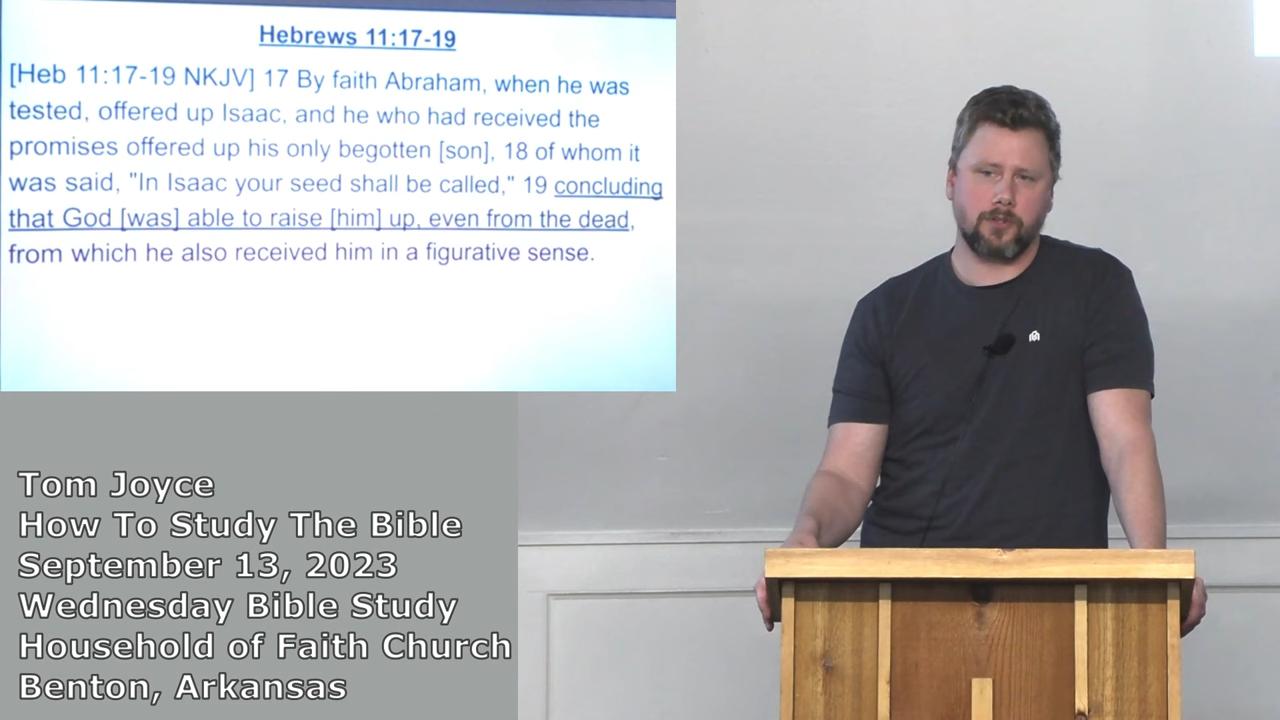 Hebrews 11:17-19
[Heb 11:17-19 NKJV] 17 By faith Abraham, when he was
tested, offered up Isaac, and he who had received the
promises offered up his only begotten [son], 18 of whom it
was said, "In Isaac your seed shall be called," 19 concluding
that God [was] able to raise [him] up, even from the dead,
from which he also received him in a figurative sense.
Tom Joyce
How To Study The Bible
September 13, 2023
Wednesday Bible Study
Household of Faith Church
Benton, Arkansas